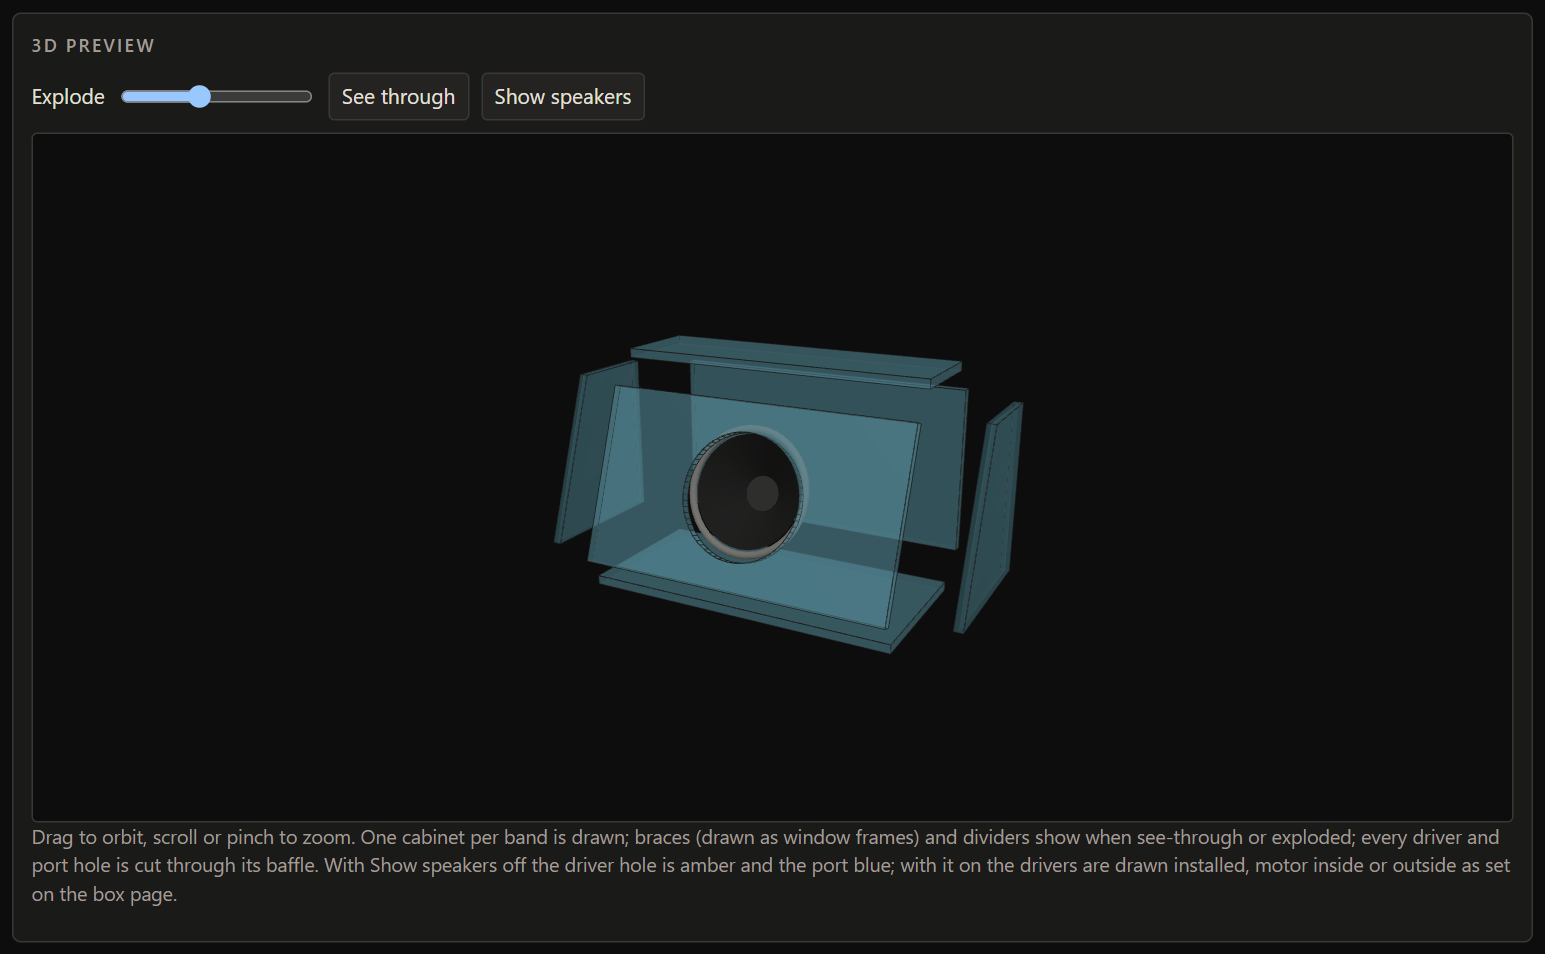 3D PREVIEW
Explode See through Show speakers
Drag to orbit, scroll or pinch to zoom. One cabinet per band is drawn; braces (drawn as window frames) and dividers show when see-through or exploded; every driver and
port hole is cut through its baffle. With Show speakers off the driver hole is amber and the port blue; with it on the drivers are drawn installed, motor inside or outside as set
on the box page.